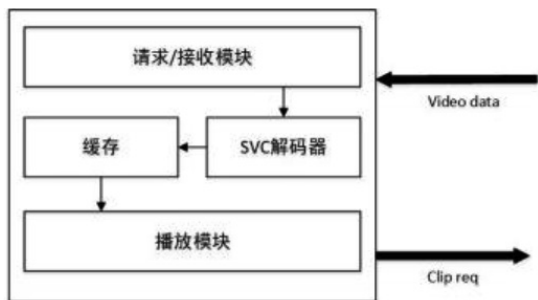 请求/接收模块
Video data
缓存
SVC解码器
播放模块
Clip req